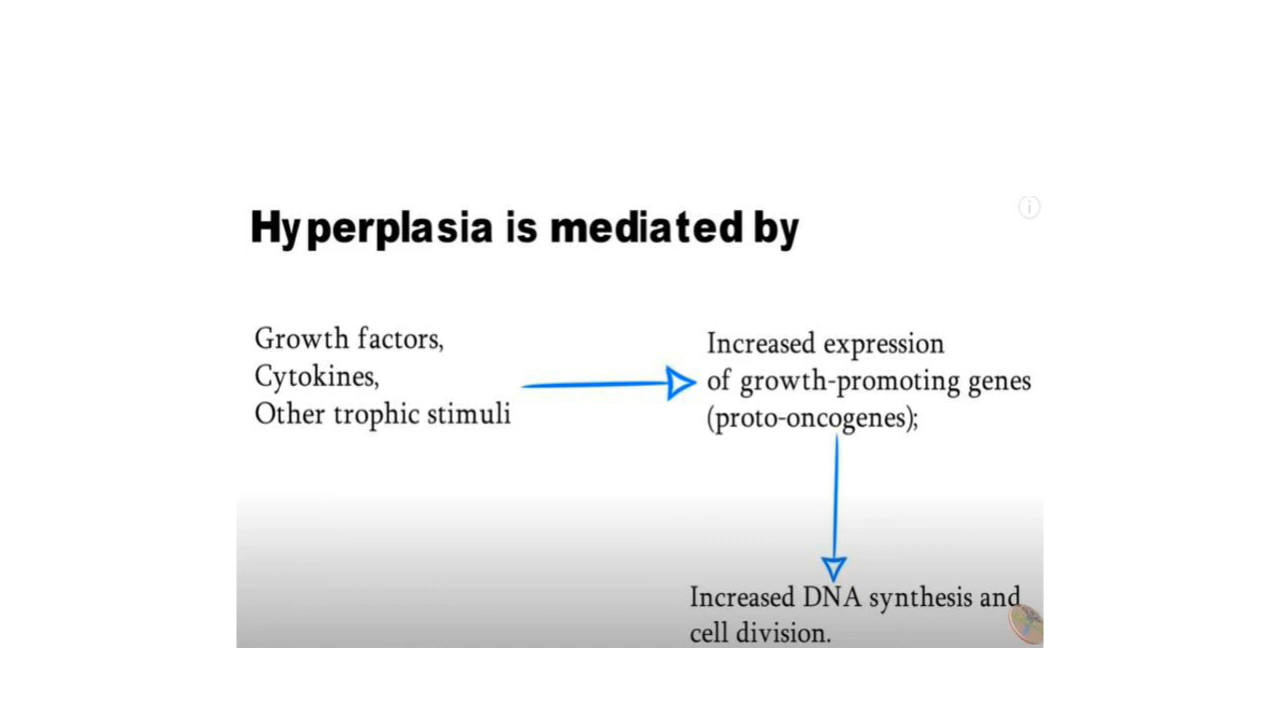 Hyperplasia is mediated by
Growth factors,
Cytokines,
Other trophic stimuli
Increased expression
of growth-promoting genes
(proto-oncogenes);
Increased DNA synthesis and
cell division.